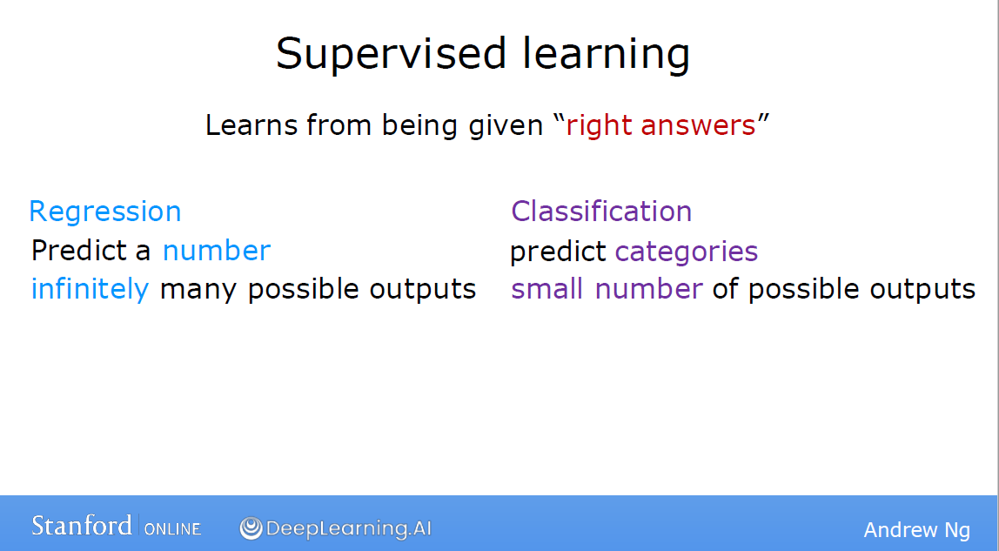 Supervised learning
Learns from being given “right answers”
Regression
Predict a number
infinitely many possible outputs
Classification
predict categories
small number of possible outputs
Stanford ONLINE
DeepLearning.AI
Andrew Ng